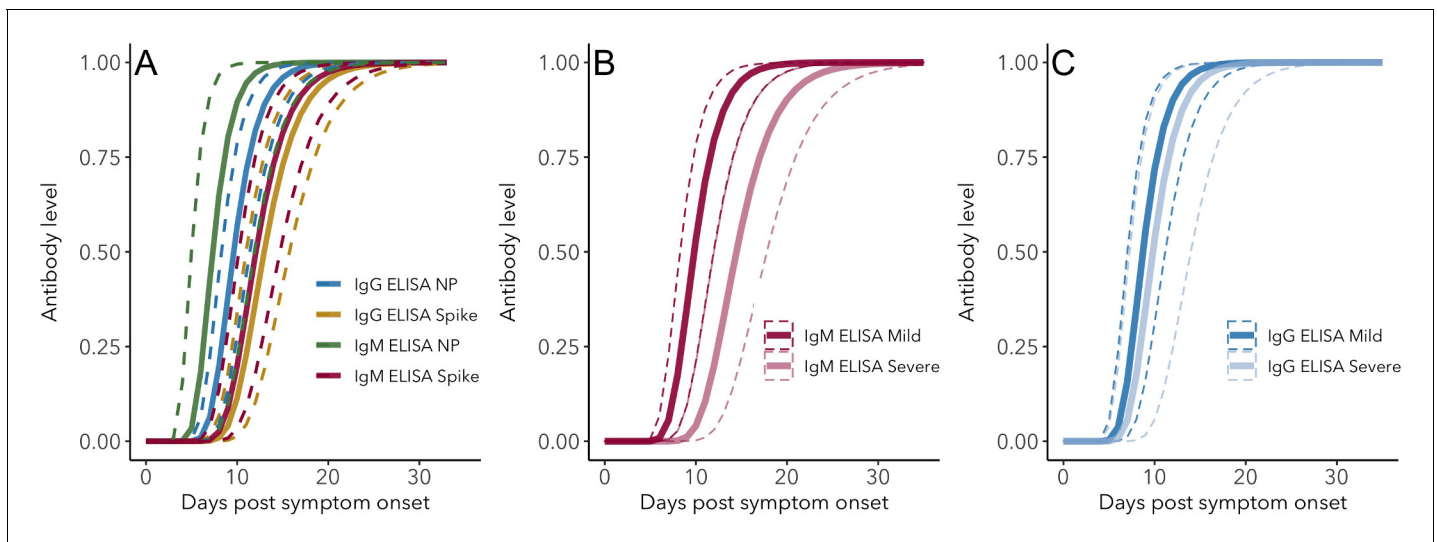 A
1.00
0.75
0.50
0.25
0.00
Antibody level
0
10
20
30
Days post symptom onset
IgG ELISA NP
IgG ELISA Spike
IgM ELISA NP
IgM ELISA Spike
B
1.00
0.75
0.50
0.25
0.00
Antibody level
0
10
20
30
Days post symptom onset
IgM ELISA Mild
IgM ELISA Severe
C
1.00
0.75
0.50
0.25
0.00
Antibody level
0
10
20
30
Days post symptom onset
IgG ELISA Mild
IgG ELISA Severe